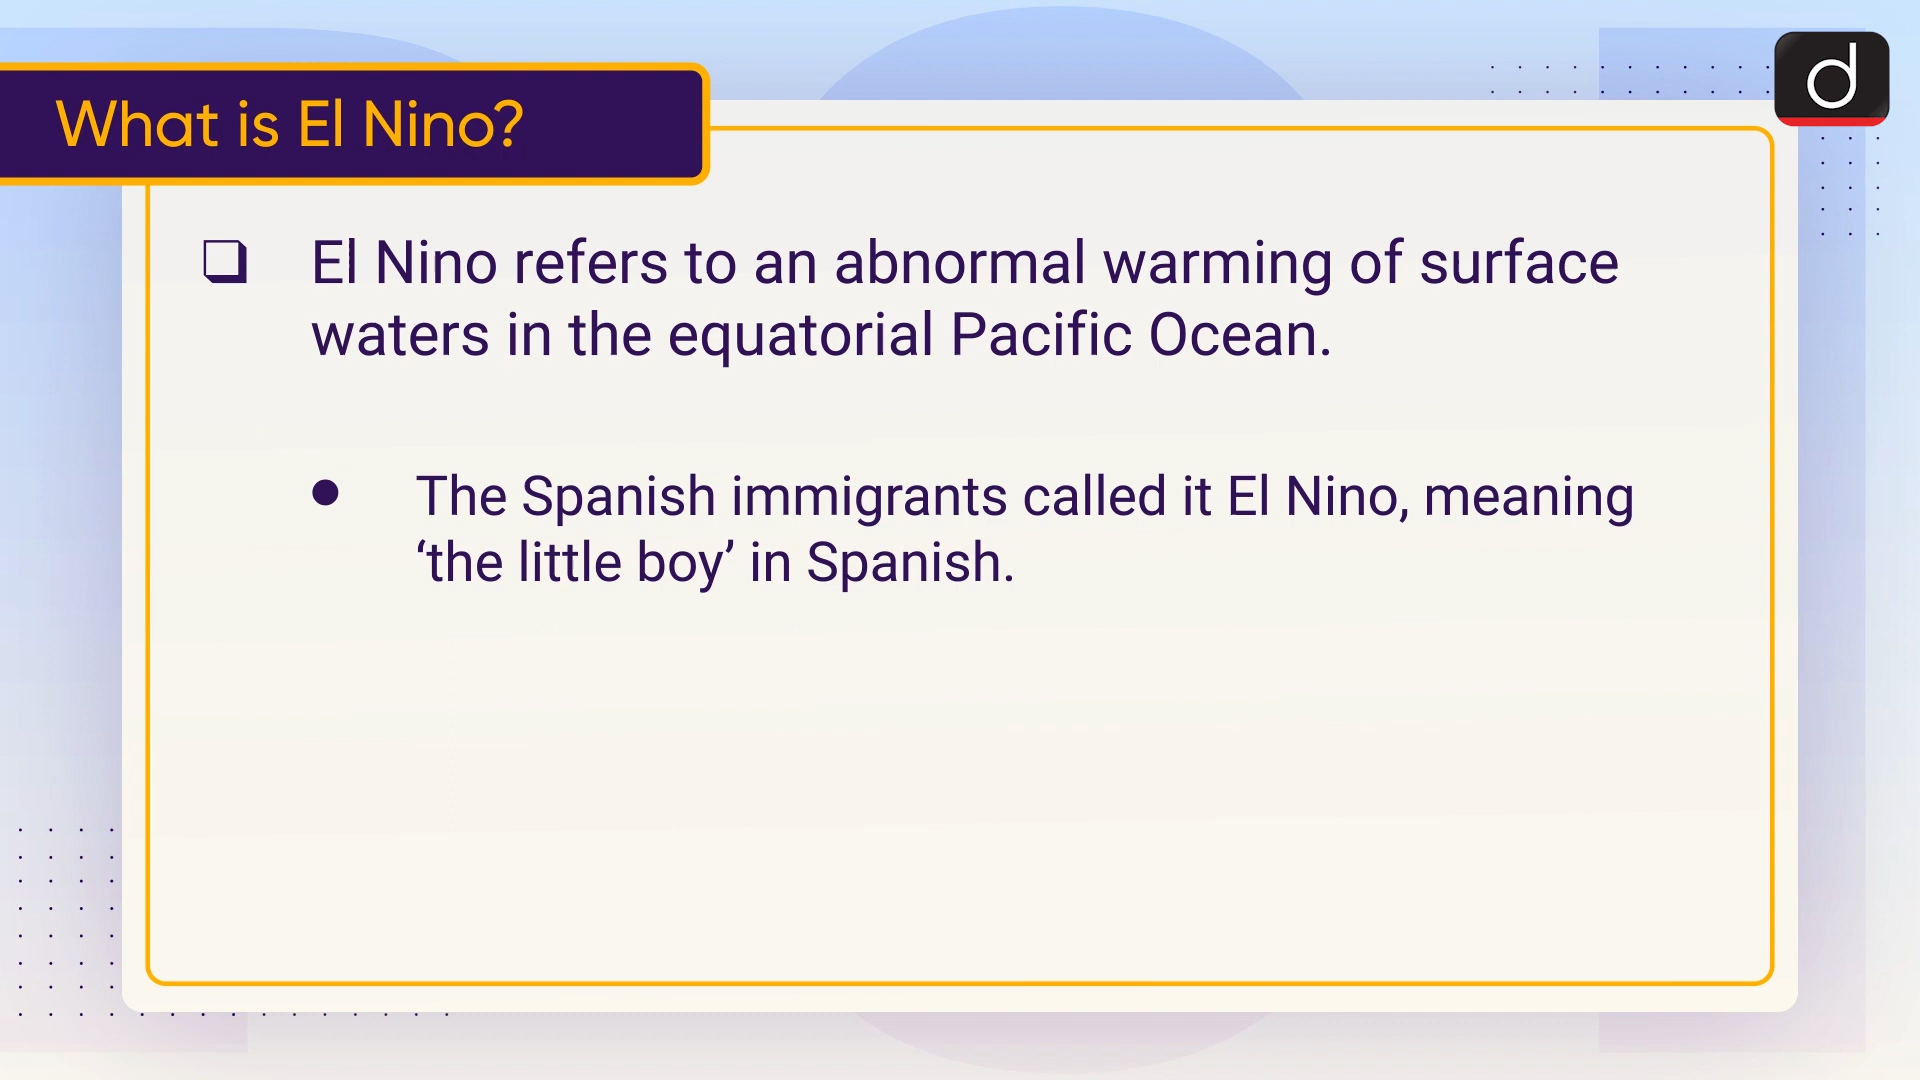 What is El Nino?
d
❑ El Nino refers to an abnormal warming of surface
waters in the equatorial Pacific Ocean.
● The Spanish immigrants called it El Nino, meaning
‘the little boy’ in Spanish.